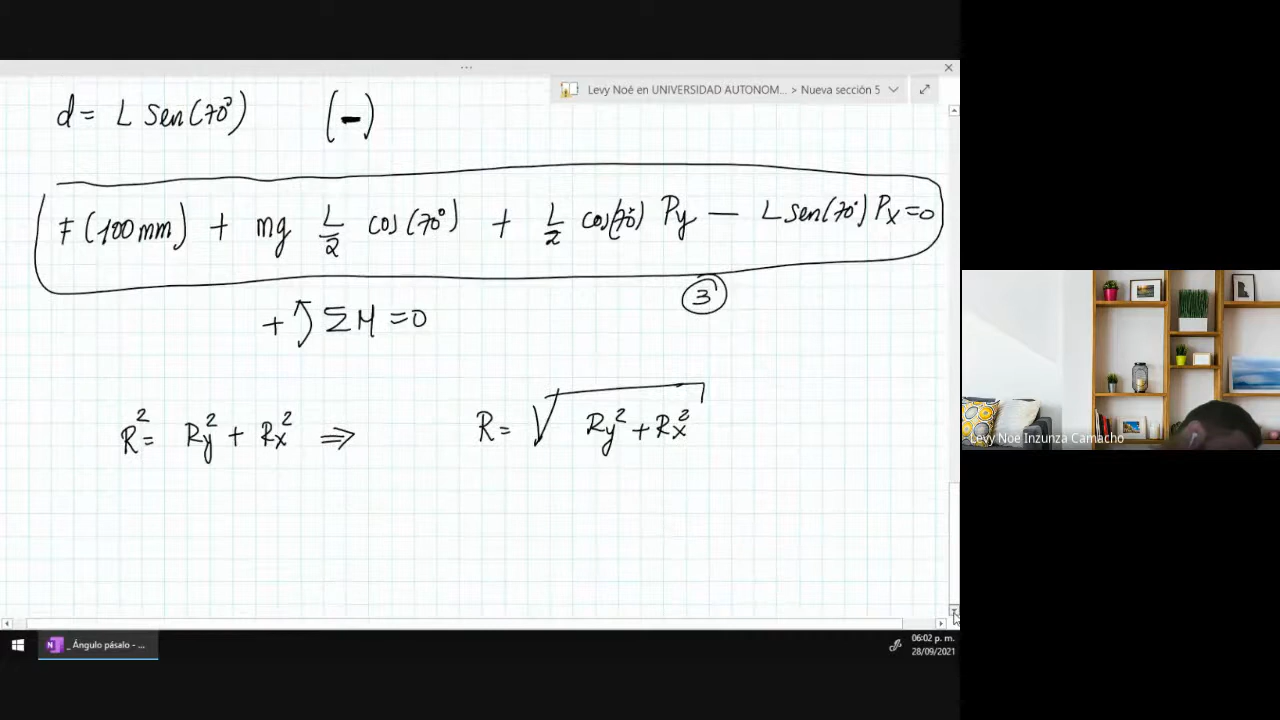 Levy Noé en UNIVERSIDAD AUTONOM... > Nueva sección 5
d = L Sen(70°) (-)
F(100mm) + mg L/2 cos(70°) + L/2 cos(70°) Py — L sen(70°) Px = 0
3
+ ΣM = 0
R² = Ry² + Rx² ⇒ R = √Ry² + Rx²
Levy Noe Inzunza Camacho
_ Ángulo pásalo - ...
06:02 p. m.
28/09/2021